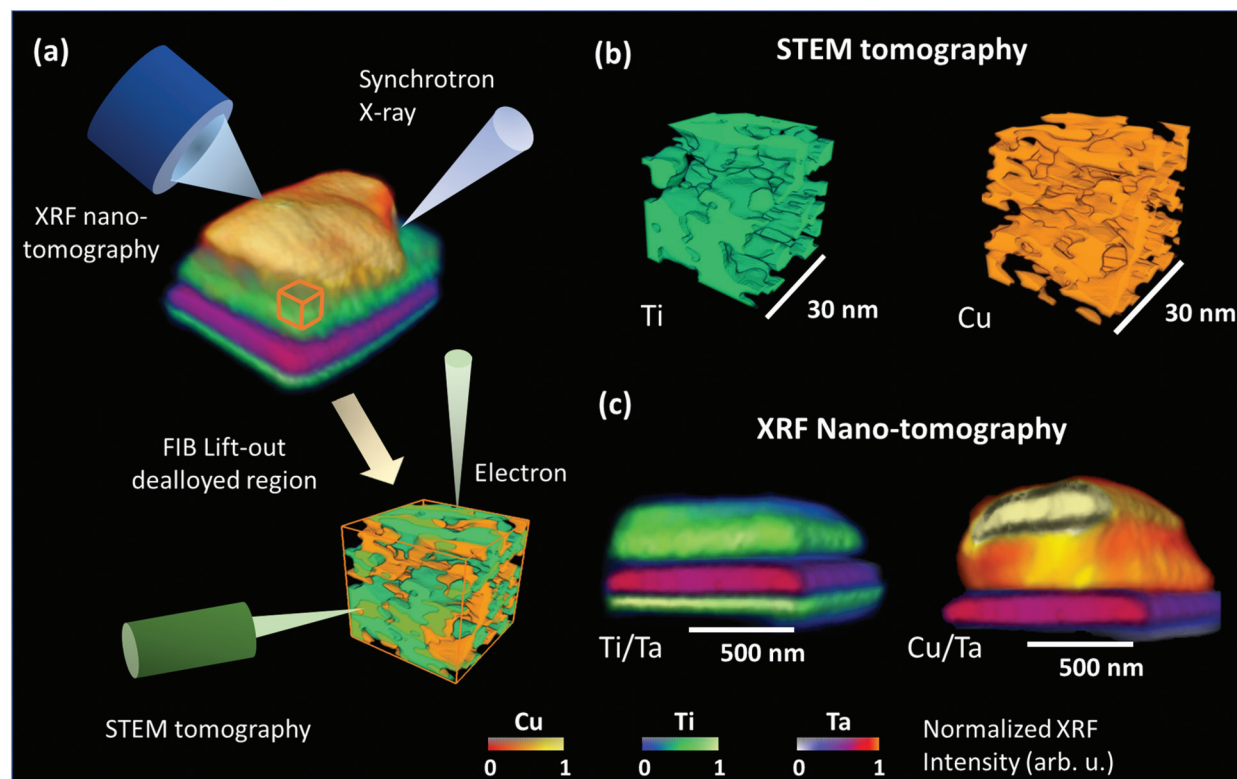 (a)
Synchrotron
X-ray
XRF nano-
tomography
FIB Lift-out
dealloyed region
Electron
STEM tomography
(b)
STEM tomography
Ti
30 nm
Cu
30 nm
(c)
XRF Nano-tomography
Ti/Ta
500 nm
Cu/Ta
500 nm
Cu
0 1
Ti
0 1
Ta
0 1
Normalized XRF
Intensity (arb. u.)